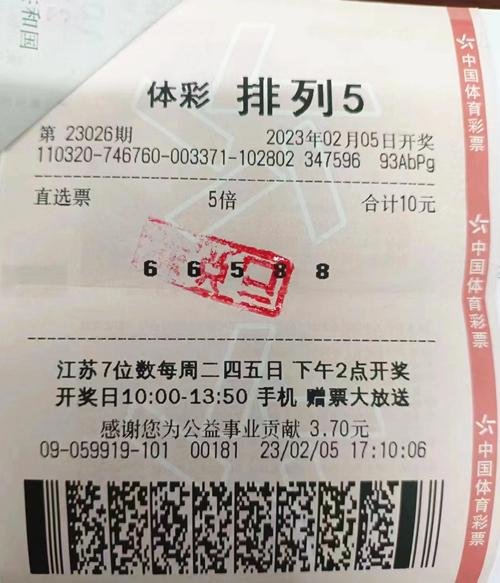 和国
体彩 排列5
第 23026期 2023年02月05日开奖
110320-746760-003371-102802 347596 93AbPg
直选票 5倍 合计10元
6 6 5 8 8
江苏7位数每周二四五日 下午2点开奖
开奖日10:00-13:50 手机 赠票大放送
感谢您为公益事业贡献 3.70元
09-059919-101 00181 23/02/05 17:10:06
中国体育彩票
中国体育彩票
中国体育彩票